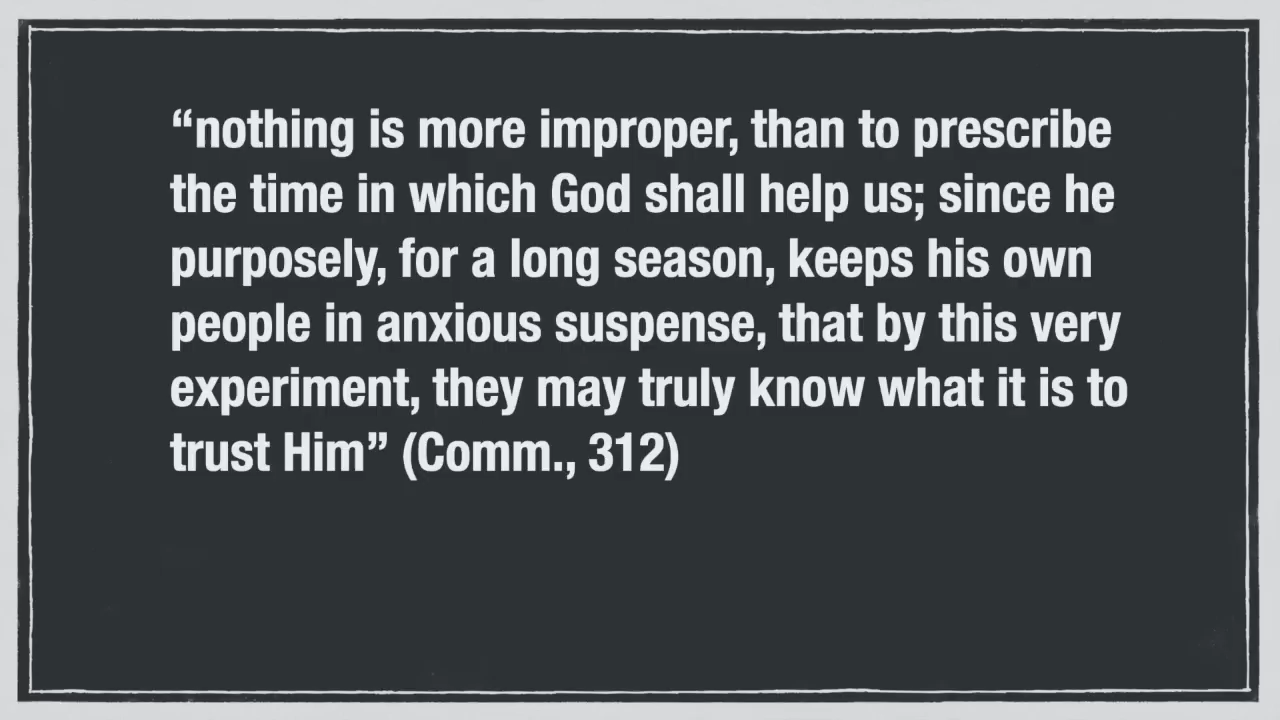 “nothing is more improper, than to prescribe
the time in which God shall help us; since he
purposely, for a long season, keeps his own
people in anxious suspense, that by this very
experiment, they may truly know what it is to
trust Him” (Comm., 312)